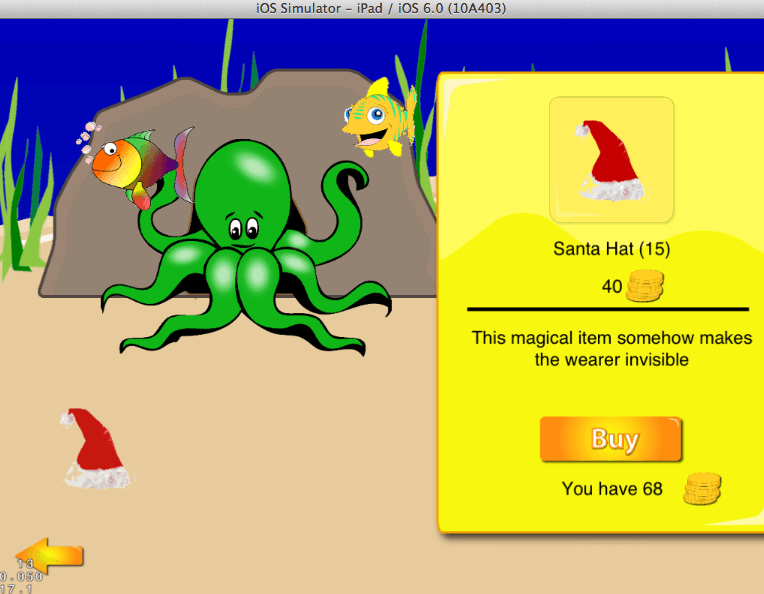 iOS Simulator – iPad / iOS 6.0 (10A403)
Santa Hat (15)
40
This magical item somehow makes
the wearer invisible
Buy
You have 68
13
0.050
17.1